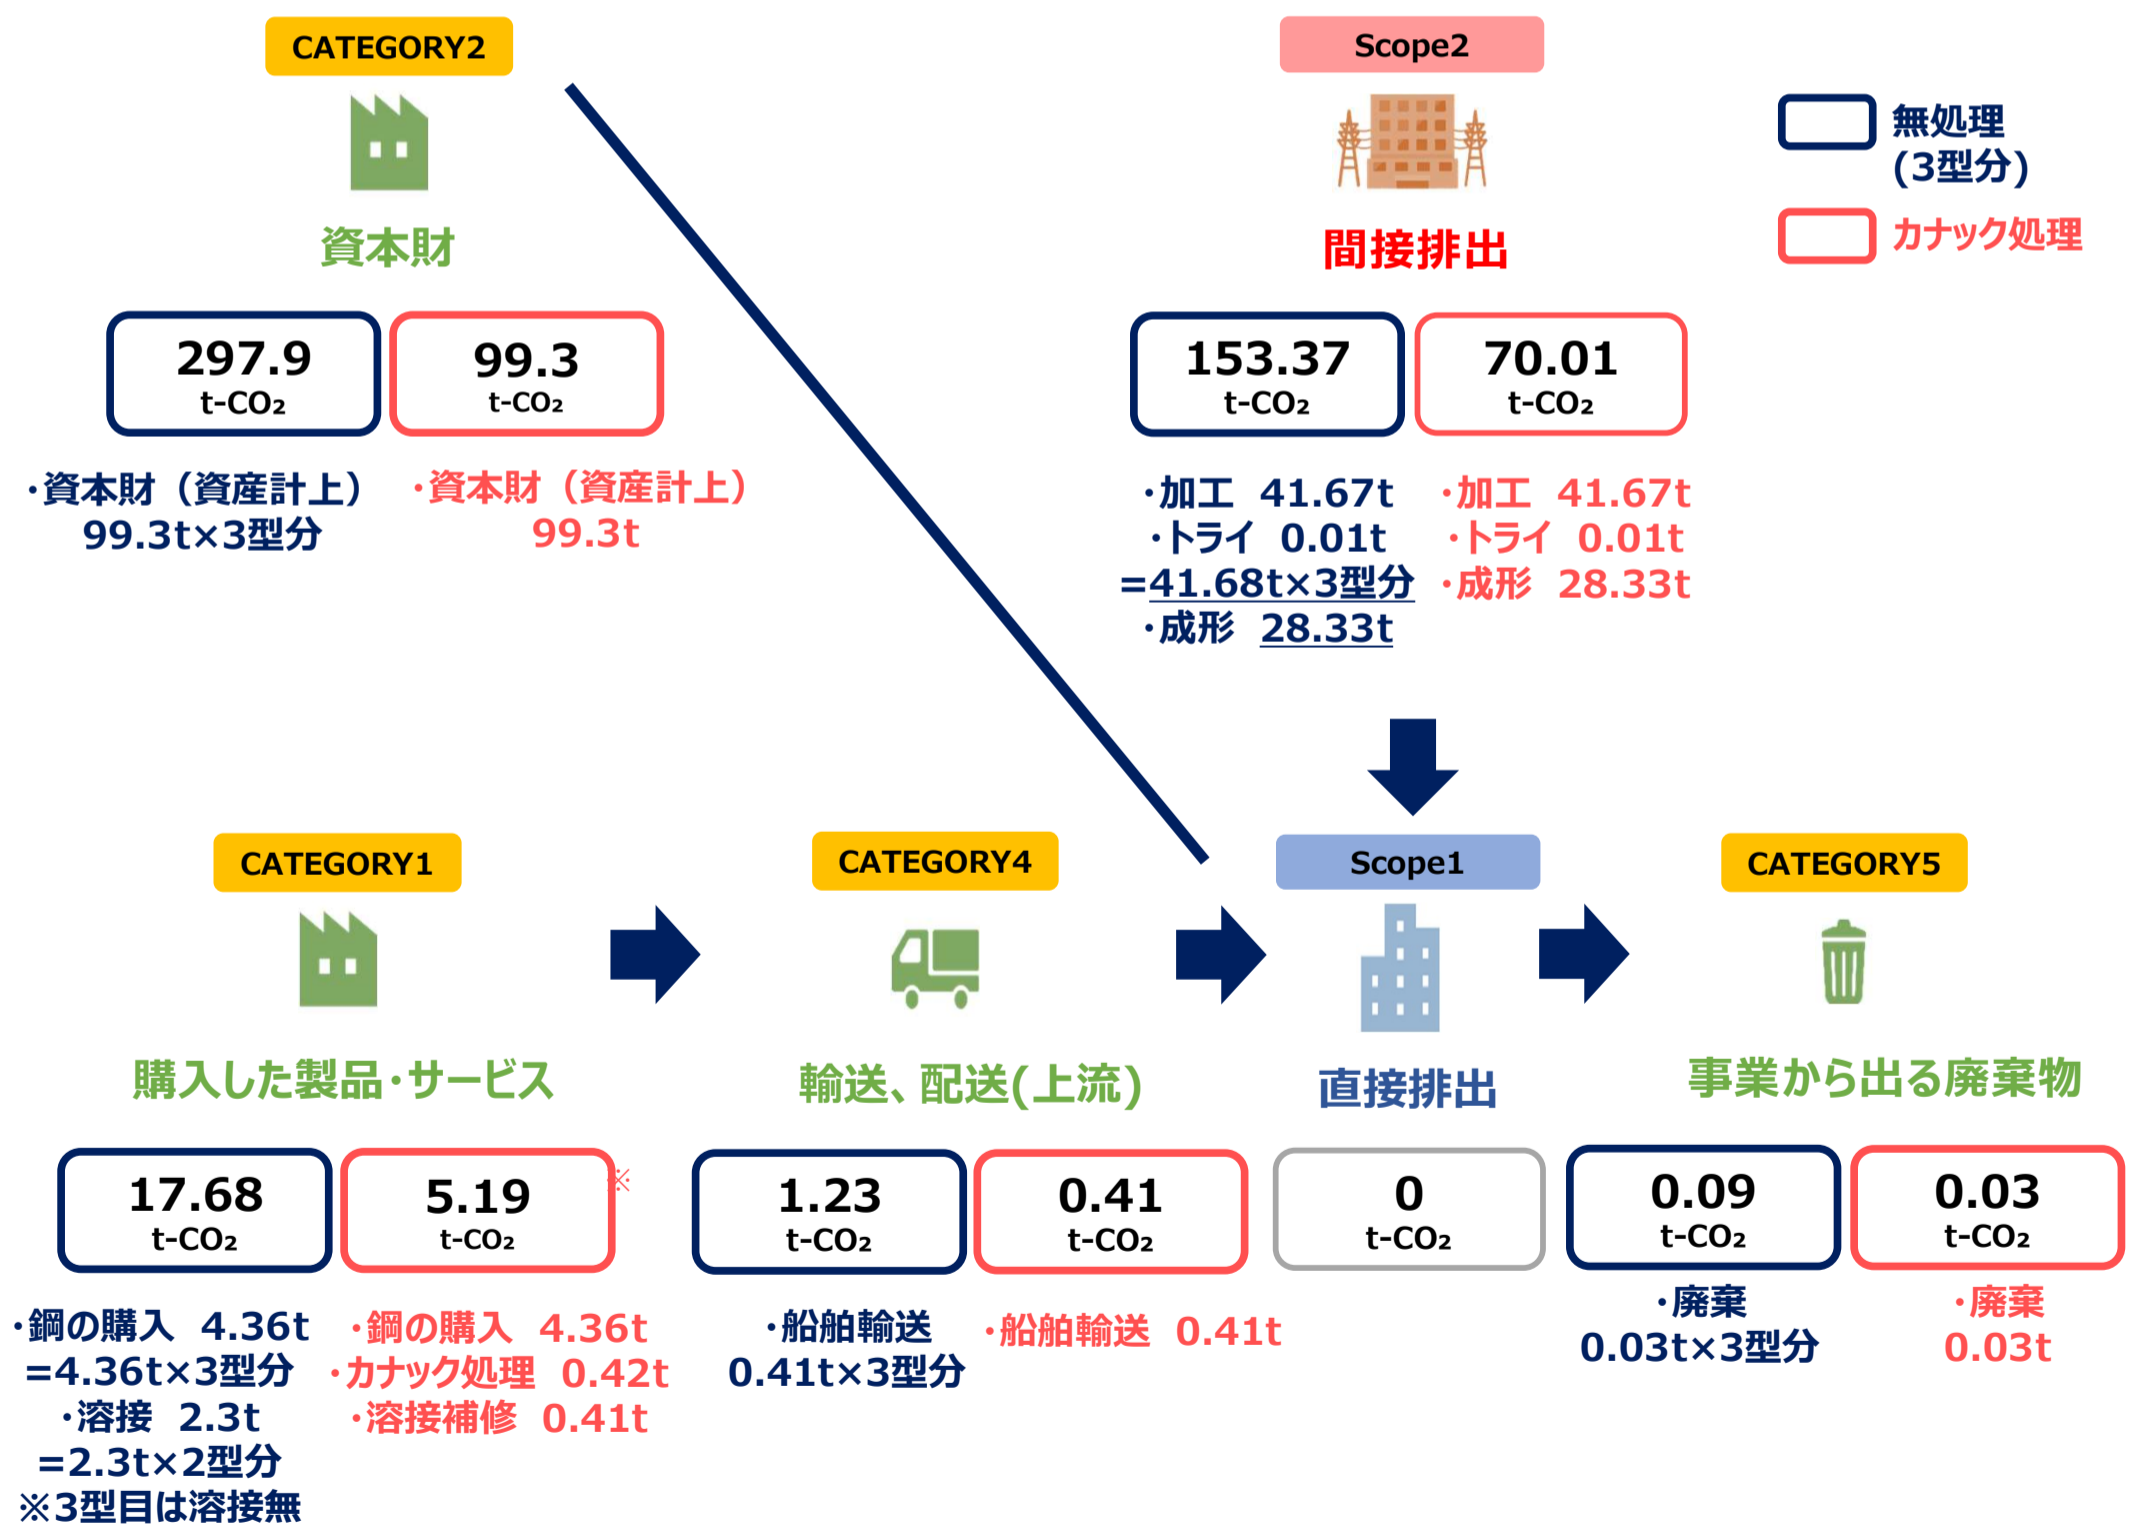 CATEGORY2
資本財
297.9
t-CO₂
99.3
t-CO₂
・資本財（資産計上）
99.3t×3型分
・資本財（資産計上）
99.3t
Scope2
間接排出
153.37
t-CO₂
70.01
t-CO₂
・加工 41.67t
・トライ 0.01t
=41.68t×3型分
・成形 28.33t
・加工 41.67t
・トライ 0.01t
・成形 28.33t
無処理
(3型分)
カナック処理
CATEGORY1
購入した製品・サービス
17.68
t-CO₂
5.19
t-CO₂
※
・鋼の購入 4.36t
=4.36t×3型分
・溶接 2.3t
=2.3t×2型分
※3型目は溶接無
・鋼の購入 4.36t
・カナック処理 0.42t
・溶接補修 0.41t
CATEGORY4
輸送、配送(上流)
1.23
t-CO₂
0.41
t-CO₂
・船舶輸送
0.41t×3型分
・船舶輸送 0.41t
Scope1
直接排出
0
t-CO₂
CATEGORY5
事業から出る廃棄物
0.09
t-CO₂
0.03
t-CO₂
・廃棄
0.03t×3型分
・廃棄
0.03t